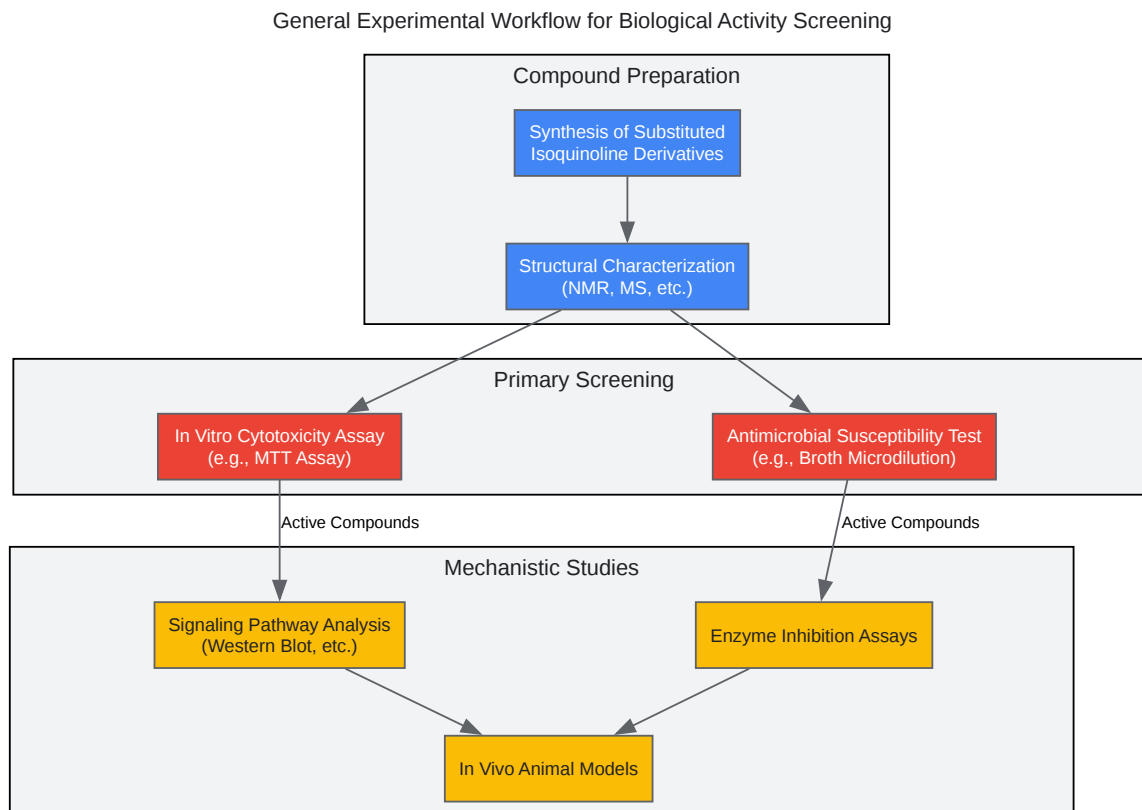 General Experimental Workflow for Biological Activity Screening
Compound Preparation
Synthesis of Substituted
Isoquinoline Derivatives
Structural Characterization
(NMR, MS, etc.)
Primary Screening
In Vitro Cytotoxicity Assay
(e.g., MTT Assay)
Antimicrobial Susceptibility Test
(e.g., Broth Microdilution)
Active Compounds
Active Compounds
Mechanistic Studies
Signaling Pathway Analysis
(Western Blot, etc.)
Enzyme Inhibition Assays
In Vivo Animal Models